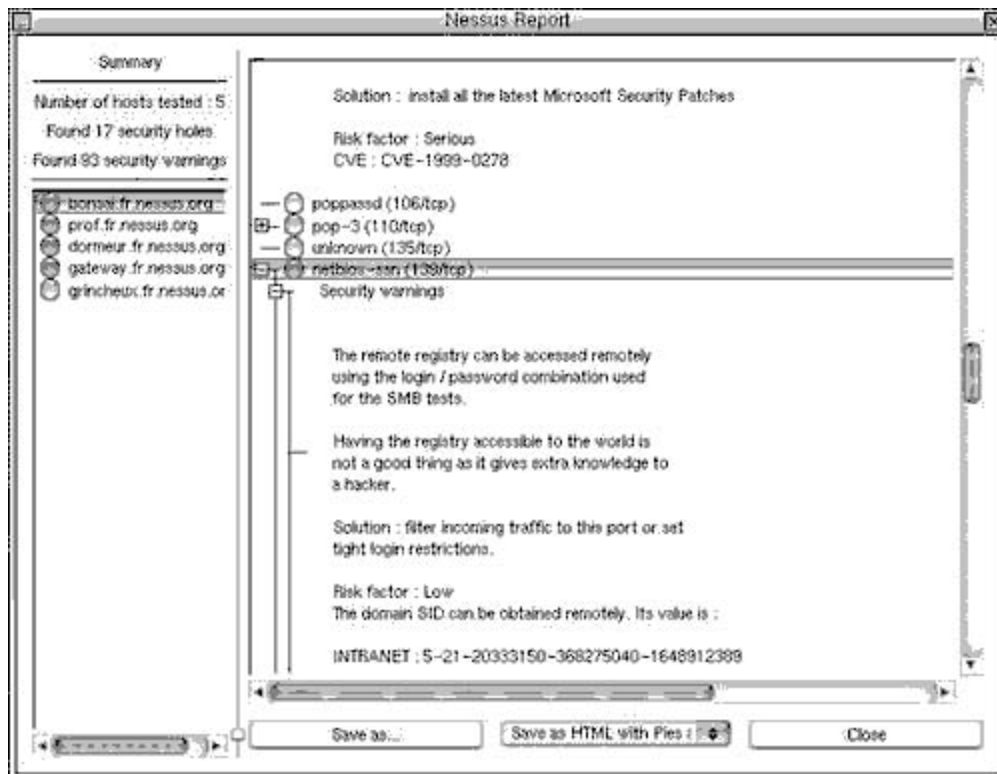 Nessus Report
Summary
Number of hosts tested : 5
Found 17 security holes
Found 93 security warnings
bonsai.fr.nessus.org
prof.fr.nessus.org
dormeur.fr.nessus.org
gateway.fr.nessus.org
grincheux.fr.nessus.or
Solution : install all the latest Microsoft Security Patches
Risk factor : Serious
CVE : CVE-1999-0278
poppassd (106/tcp)
pop-3 (110/tcp)
unknown (135/tcp)
netbios-ssn (139/tcp)
Security warnings
The remote registry can be accessed remotely
using the login / password combination used
for the SMB tests.
Having the registry accessible to the world is
not a good thing as it gives extra knowledge to
a hacker.
Solution : filter incoming traffic to this port or set
tight login restrictions.
Risk factor : Low
The domain SID can be obtained remotely. Its value is :
INTRANET : 5-21-20333150-368275040-1648912389
Save as...
Save as HTML with Pies
Close